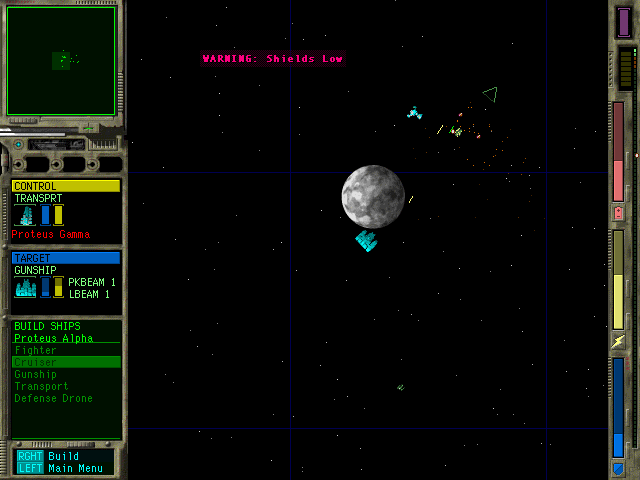 WARNING: Shields Low
CONTROL
TRANSPRT
Proteus Gamma
TARGET
GUNSHIP
PKBEAM 1
LBEAM 1
BUILD SHIPS
Proteus Alpha
Fighter
Cruiser
Gunship
Transport
Defense Drone
RGHT Build
LEFT Main Menu